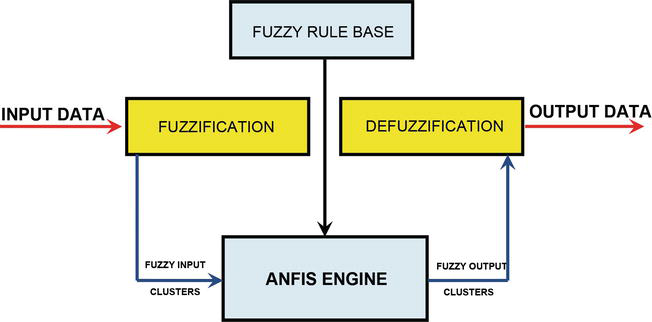 FUZZY RULE BASE
INPUT DATA
FUZZIFICATION
DEFUZZIFICATION
OUTPUT DATA
FUZZY INPUT
CLUSTERS
ANFIS ENGINE
FUZZY OUTPUT
CLUSTERS